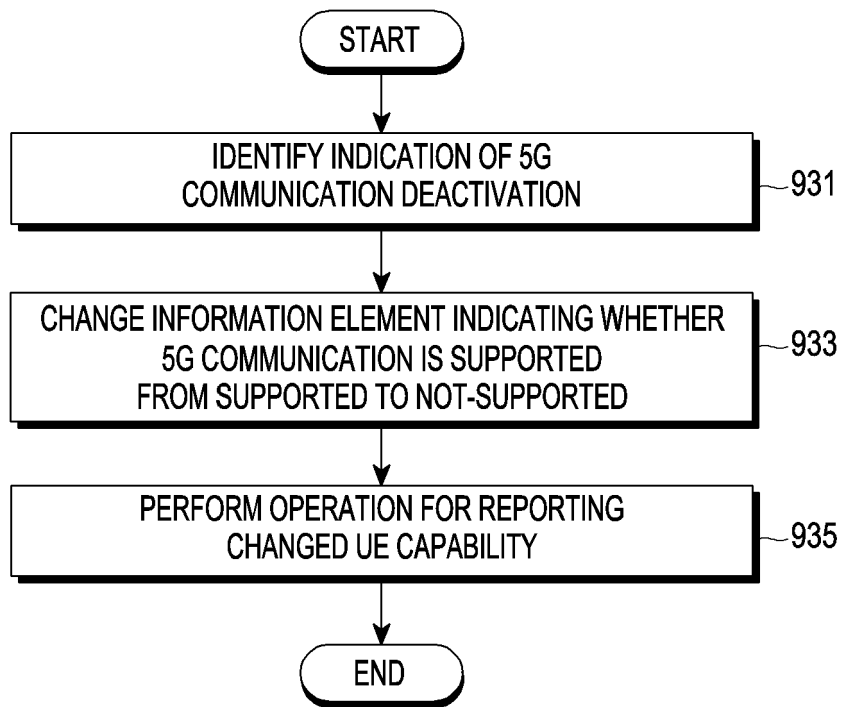 START
IDENTIFY INDICATION OF 5G
COMMUNICATION DEACTIVATION
931
CHANGE INFORMATION ELEMENT INDICATING WHETHER
5G COMMUNICATION IS SUPPORTED
FROM SUPPORTED TO NOT-SUPPORTED
933
PERFORM OPERATION FOR REPORTING
CHANGED UE CAPABILITY
935
END